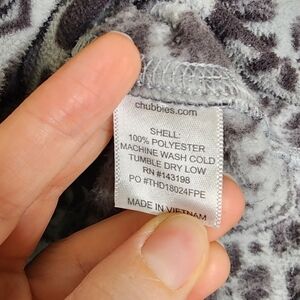 chubbies.com
SHELL:
100% POLYESTER
MACHINE WASH COLD
TUMBLE DRY LOW
RN #143198
PO #THD18024FPE
MADE IN VIETNAM